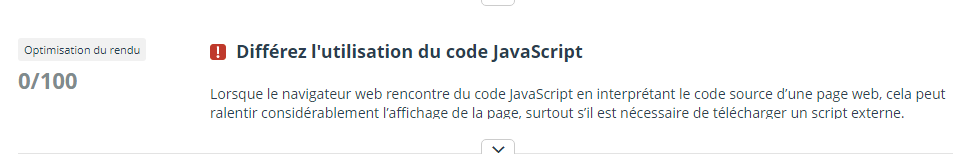 Optimisation du rendu
0/100
Différez l'utilisation du code JavaScript
Lorsque le navigateur web rencontre du code JavaScript en interprétant le code source d’une page web, cela peut
ralentir considérablement l’affichage de la page, surtout s’il est nécessaire de télécharger un script externe.